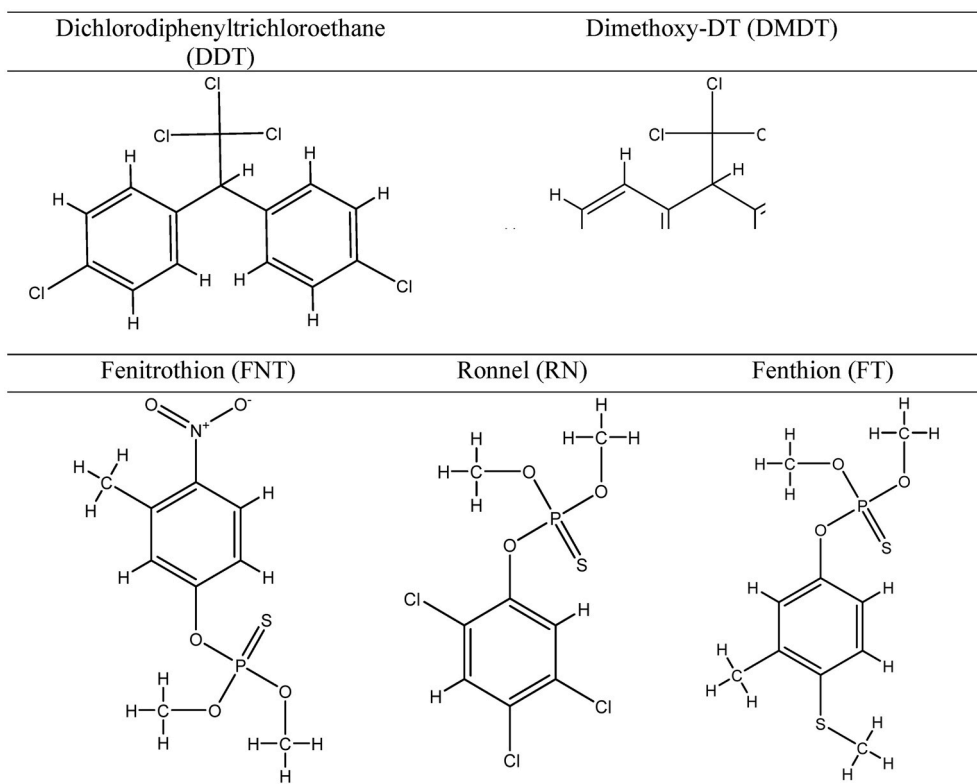 Dichlorodiphenyltrichloroethane
(DDT)
Dimethoxy-DT (DMDT)
Cl
Cl Cl
H H H
H H
H H
Cl Cl
H H
Cl
Cl
H H
H
Fenitrothion (FNT)
Ronnel (RN)
Fenthion (FT)
O O-
N+
H H
C H
H
H H
O S
P
H
H-C O O
H
H C-H
H
H
C-H
H H
H-C O
H O
P
O S
Cl H
H
Cl
Cl
H
H C-H
H-C O H
H O
P
O S
H H
H
H C
H H
S H
C-H
H